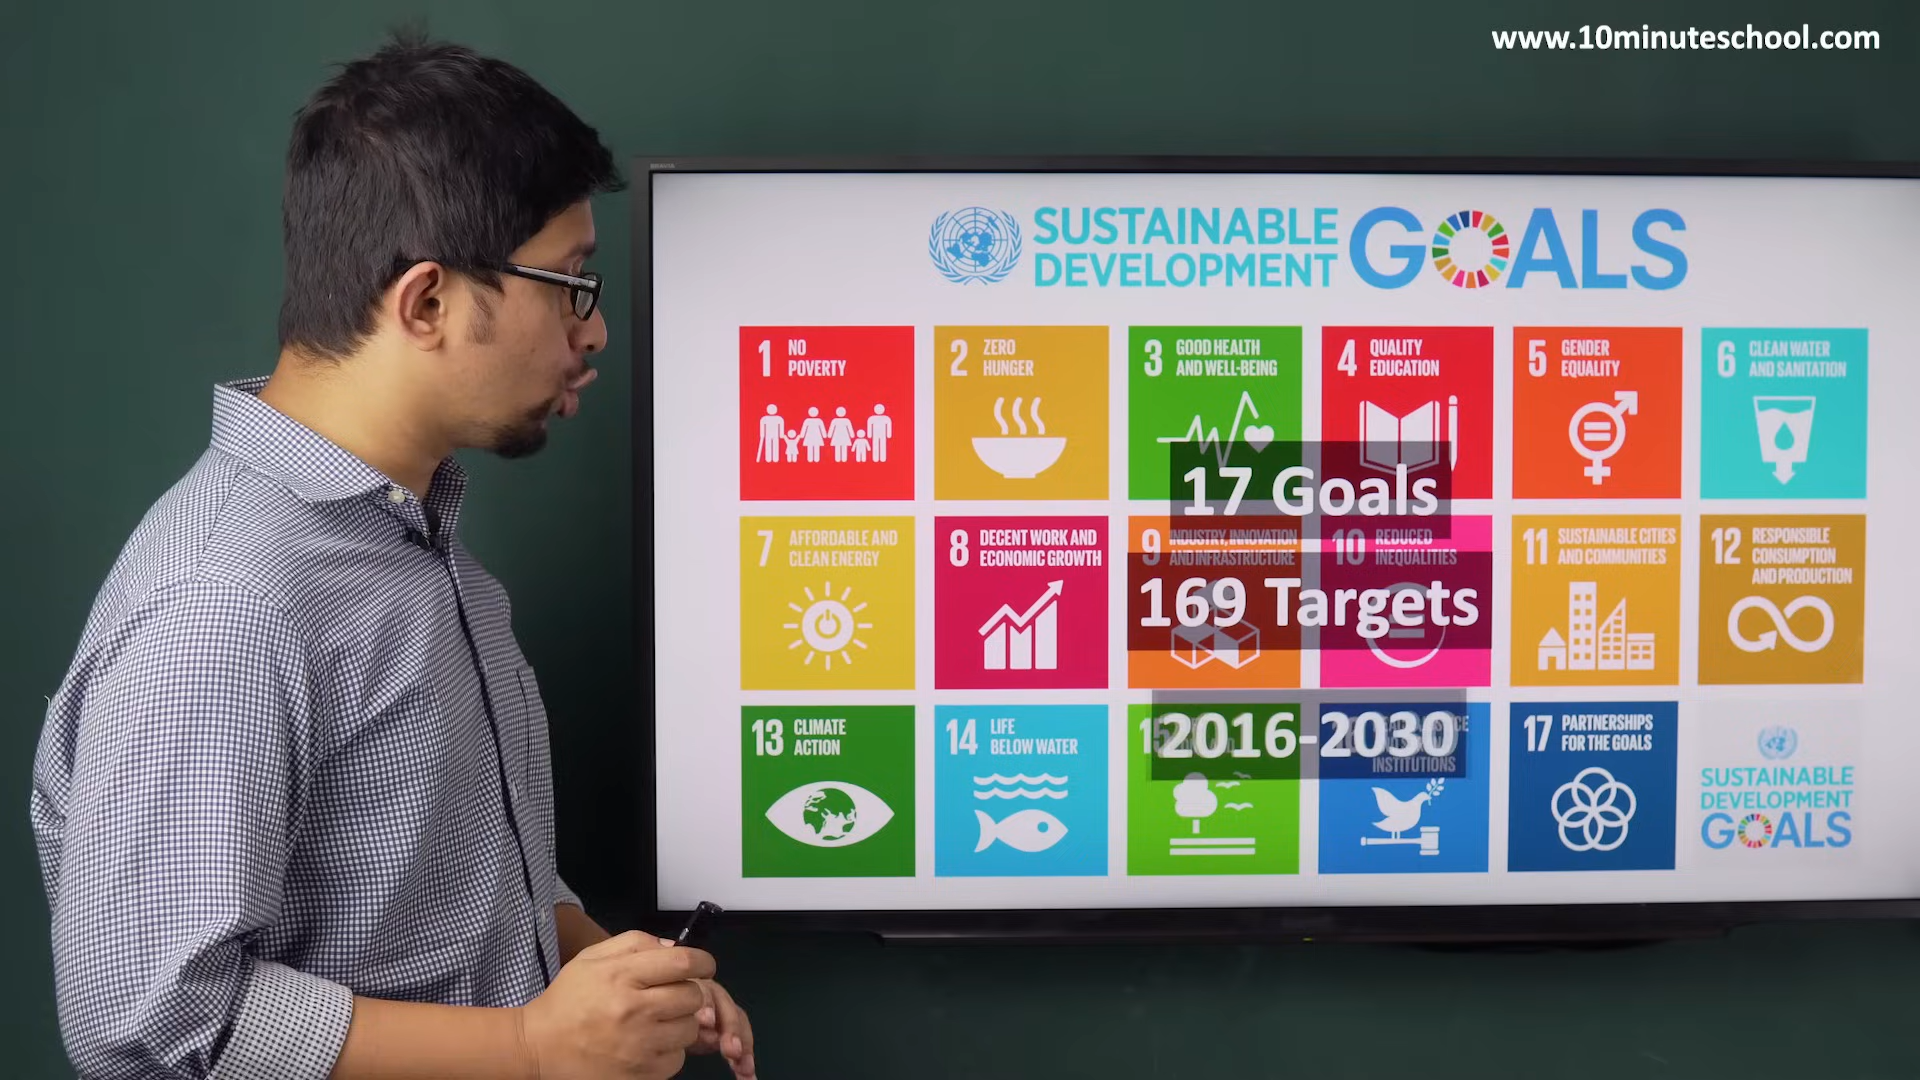 www.10minuteschool.com
SUSTAINABLE
DEVELOPMENT
GOALS
1 NO
POVERTY
2 ZERO
HUNGER
3 GOOD HEALTH
AND WELL-BEING
4 QUALITY
EDUCATION
5 GENDER
EQUALITY
6 CLEAN WATER
AND SANITATION
17 Goals
7 AFFORDABLE AND
CLEAN ENERGY
8 DECENT WORK AND
ECONOMIC GROWTH
9 INDUSTRY, INNOVATION
AND INFRASTRUCTURE
10 REDUCED
INEQUALITIES
11 SUSTAINABLE CITIES
AND COMMUNITIES
12 RESPONSIBLE
CONSUMPTION
AND PRODUCTION
169 Targets
13 CLIMATE
ACTION
14 LIFE
BELOW WATER
2016-2030
INSTITUTIONS
17 PARTNERSHIPS
FOR THE GOALS
SUSTAINABLE
DEVELOPMENT
GOALS